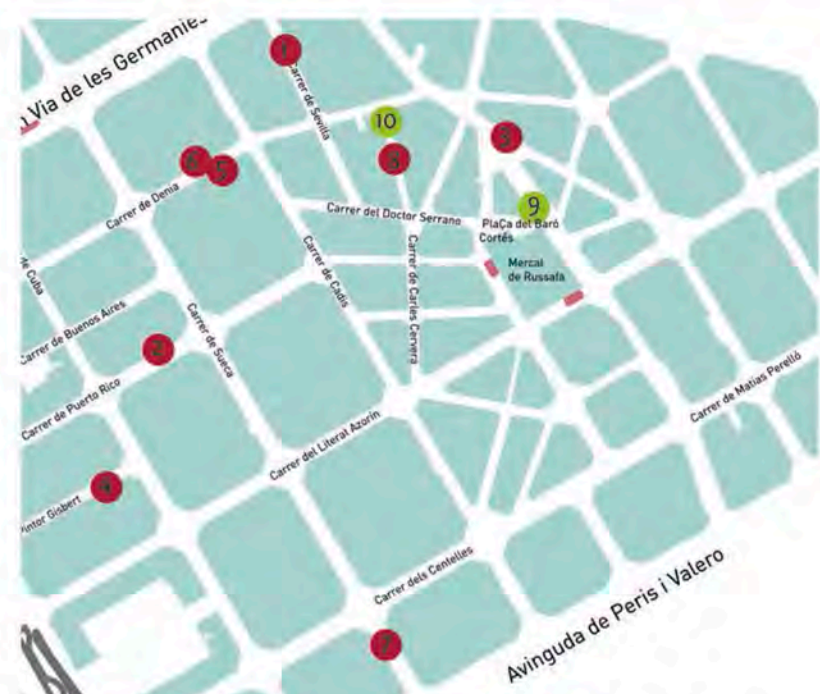 Via de les Germanies
1
Carrer de Sevilla
10
8
3
6
5
9
Carrer de Denia
Carrer del Doctor Serrano
PlaÇa del Baró
Cortés
Mercat
de Russafa
de Cuba
Carrer de Cadis
Carrer de Carles Cervera
Carrer de Buenos Aires
Carrer de Sueca
2
Carrer de Puerto Rico
Carrer de Matias Perelló
Carrer del Literat Azorín
4
Pintor Gisbert
Carrer dels Centelles
7
Avinguda de Peris i Valero